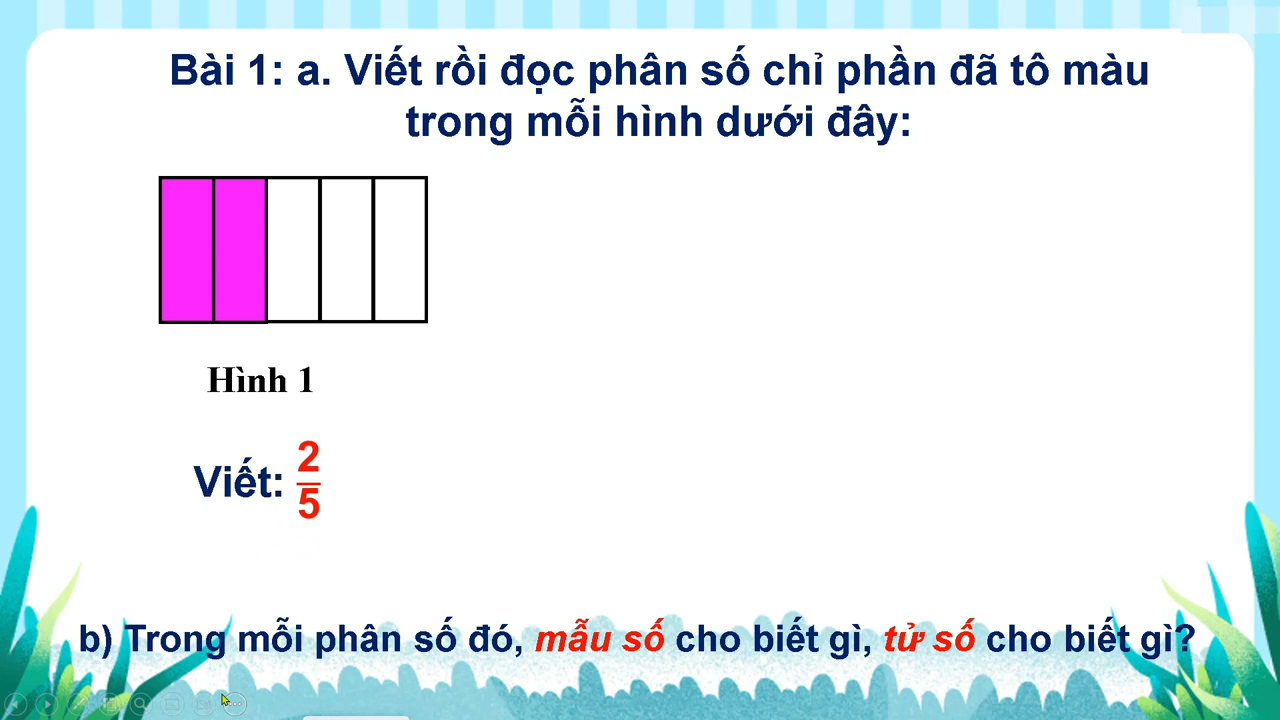 Bài 1: a. Viết rồi đọc phân số chỉ phần đã tô màu
trong mỗi hình dưới đây:
Hình 1
Viết: 2/5
b) Trong mỗi phân số đó, mẫu số cho biết gì, tử số cho biết gì?